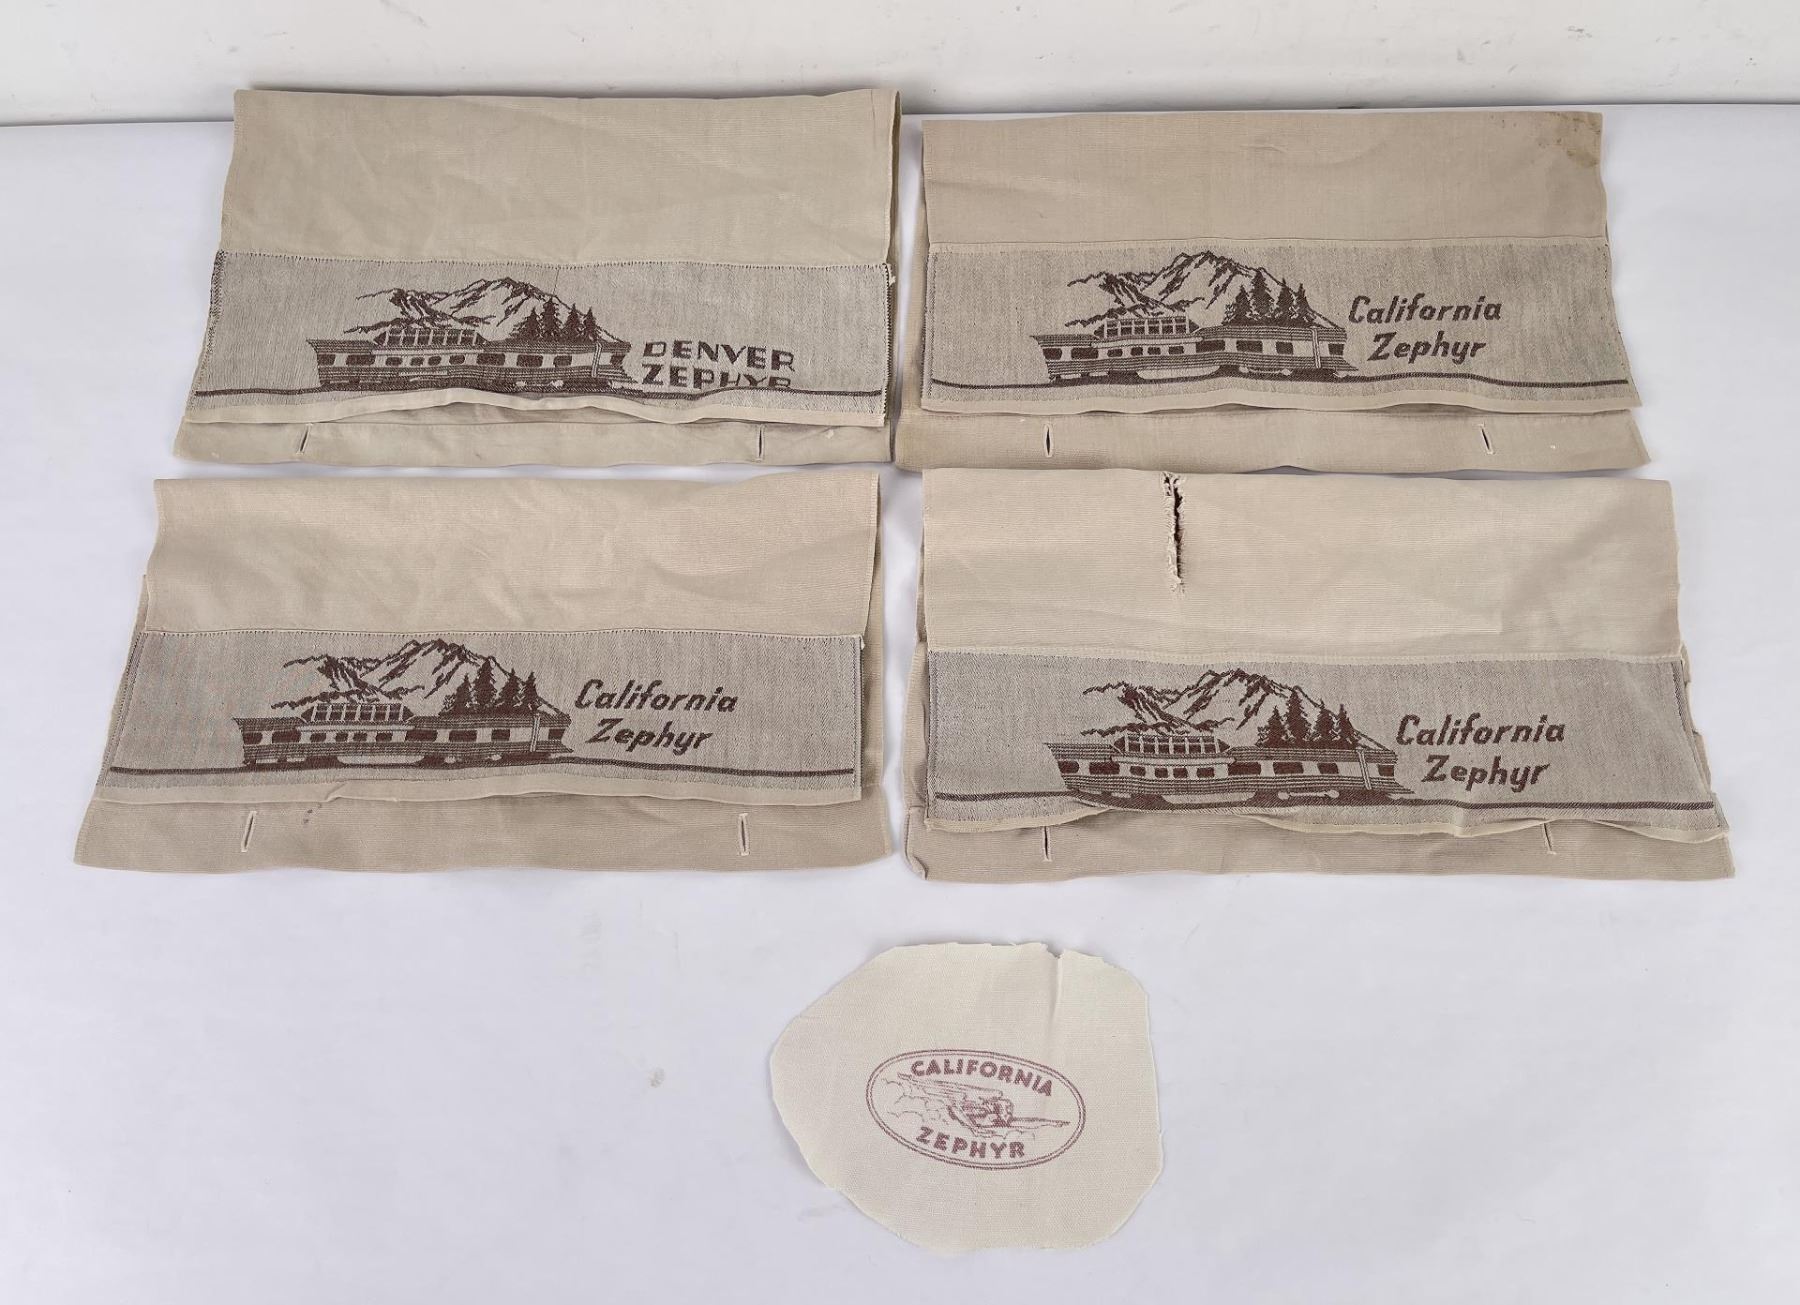 DENVER
ZEPHYR
California
Zephyr
California
Zephyr
California
Zephyr
CALIFORNIA
ZEPHYR